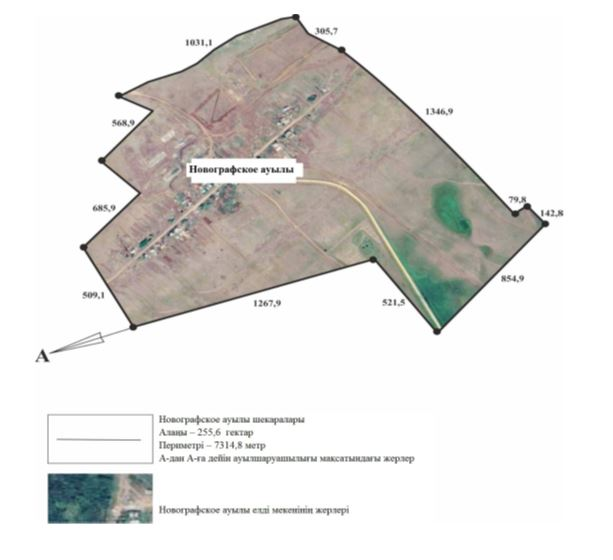 1031,1
305,7
568,9
1346,9
Новографское ауылы
685,9
79,8
142,8
509,1
1267,9
521,5
854,9
А
Новографское ауылы шекаралары
Алаңы – 255,6 гектар
Периметрі – 7314,8 метр
А-дан А-ға дейін ауылшаруашылығы мақсатындағы жерлер
Новографское ауылы елді мекенінің жерлері